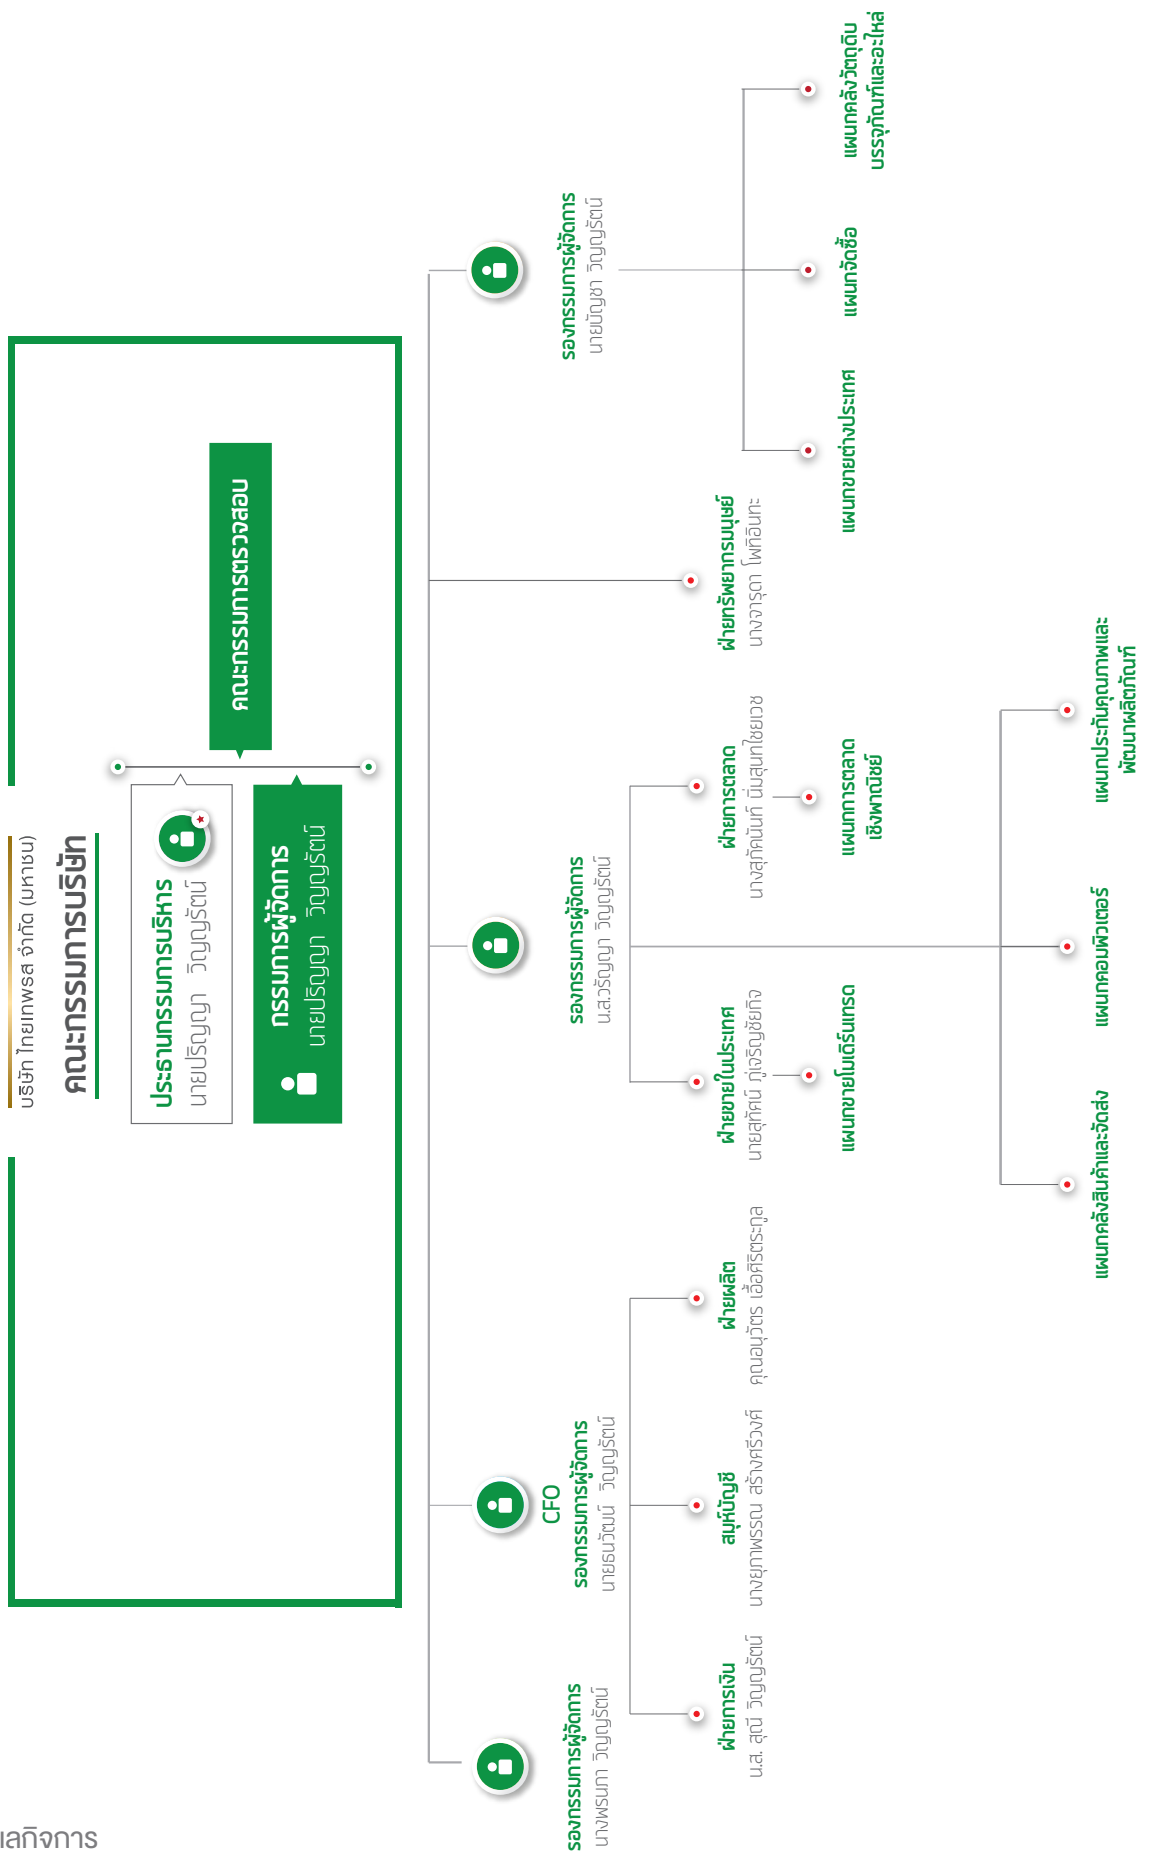 บริษัท ไทยเทพรส จำกัด (มหาชน)
คณะกรรมการบริษัท
ประธานกรรมการบริหาร
นายปริญญา วิญญรัตน์
คณะกรรมการตรวจสอบ
กรรมการผู้จัดการ
นายปริญญา วิญญรัตน์
รองกรรมการผู้จัดการ
นางพรนภา วิญญรัตน์
CFO
รองกรรมการผู้จัดการ
นายธนวัฒน์ วิญญรัตน์
รองกรรมการผู้จัดการ
น.ส.วรัญญา วิญญรัตน์
รองกรรมการผู้จัดการ
นายบัญชา วิญญรัตน์
ฝ่ายการเงิน
น.ส. สุณี วิญญรัตน์
สมุห์บัญชี
นางยุภาพรรณ สร้างศรีวงศ์
ฝ่ายผลิต
คุณอนุวัตร เอื้อศิริตระกูล
ฝ่ายขายในประเทศ
นายสุทัศน์ ภู่เจริญชัยกิจ
ฝ่ายการตลาด
นางสุภัคนันท์ นิ่มสุนทไชยเวช
ฝ่ายทรัพยากรมนุษย์
นางจารุดา โพทิอินทะ
แผนกขายโมเดิร์นเทรด
แผนกการตลาด
เชิงพาณิชย์
แผนกขายต่างประเทศ
แผนกจัดซื้อ
แผนกคลังวัตถุดิบ
บรรจุภัณฑ์และอะไหล่
แผนกคลังสินค้าและจัดส่ง
แผนกคอมพิวเตอร์
แผนกประกันคุณภาพและ
พัฒนาผลิตภัณฑ์
เลกิจการ